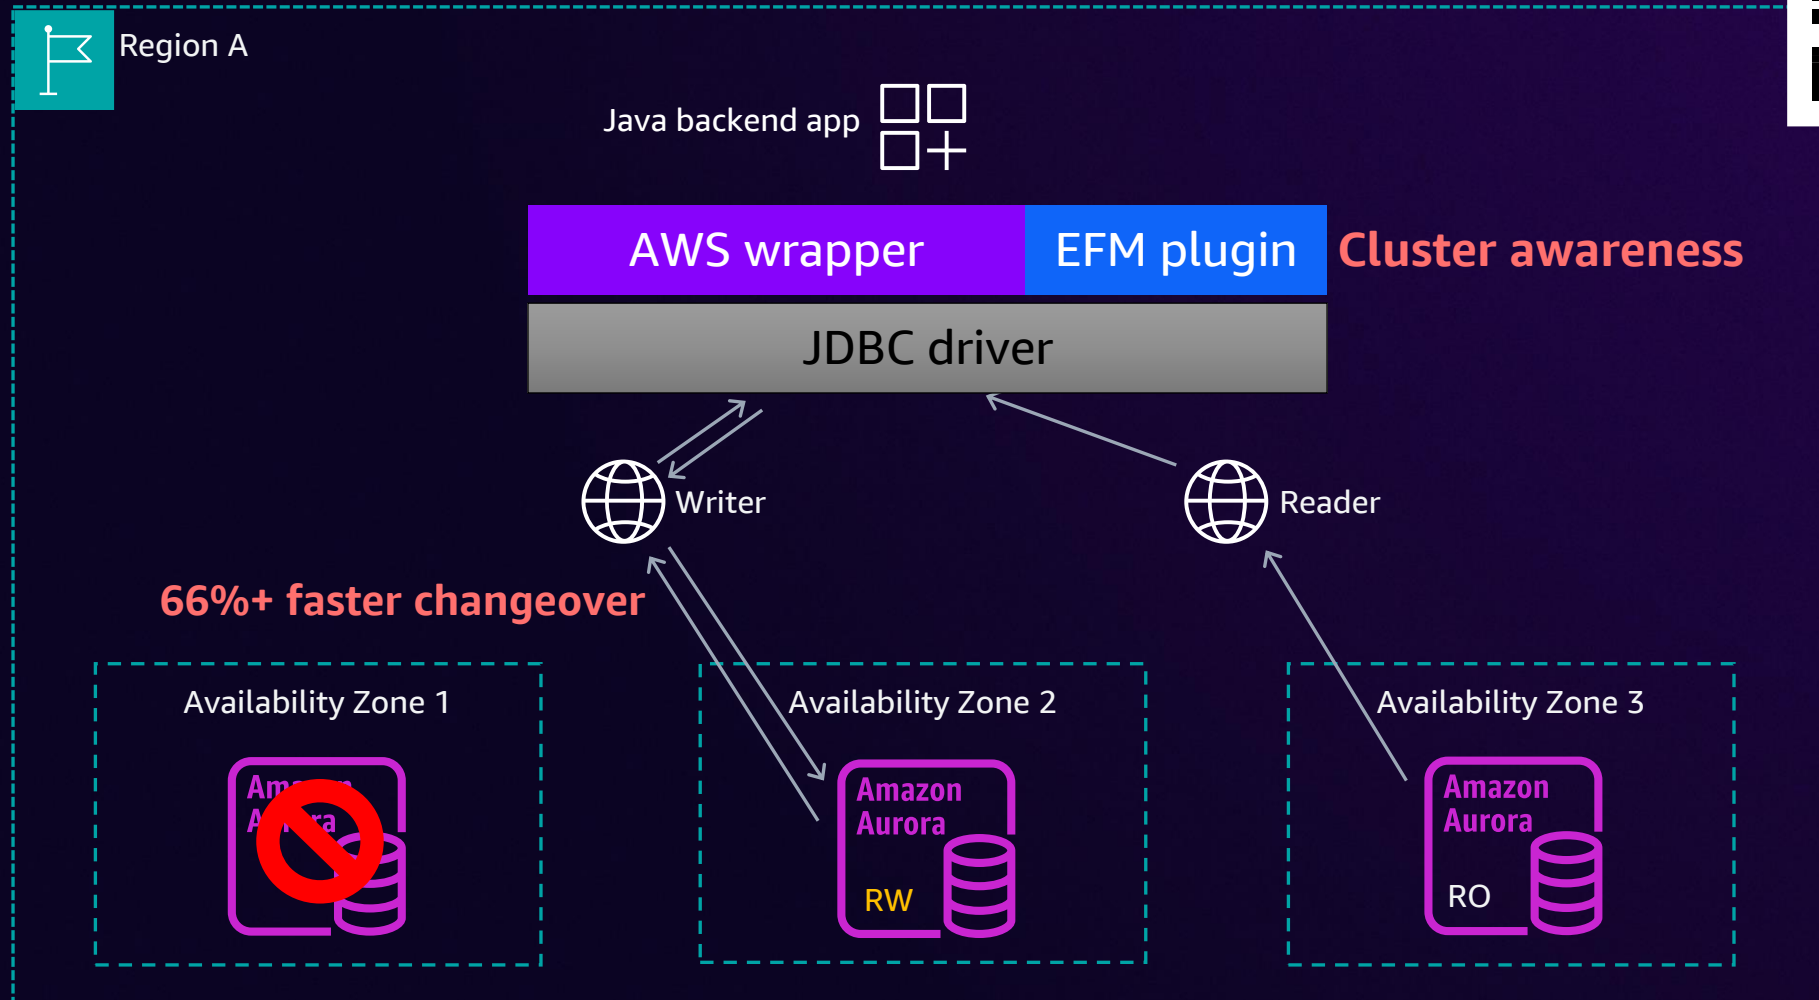 Region A
Java backend app
AWS wrapper
EFM plugin
Cluster awareness
JDBC driver
Writer
Reader
66%+ faster changeover
Availability Zone 1
Availability Zone 2
Availability Zone 3
Amazon
Aurora
RW
Amazon
Aurora
RO